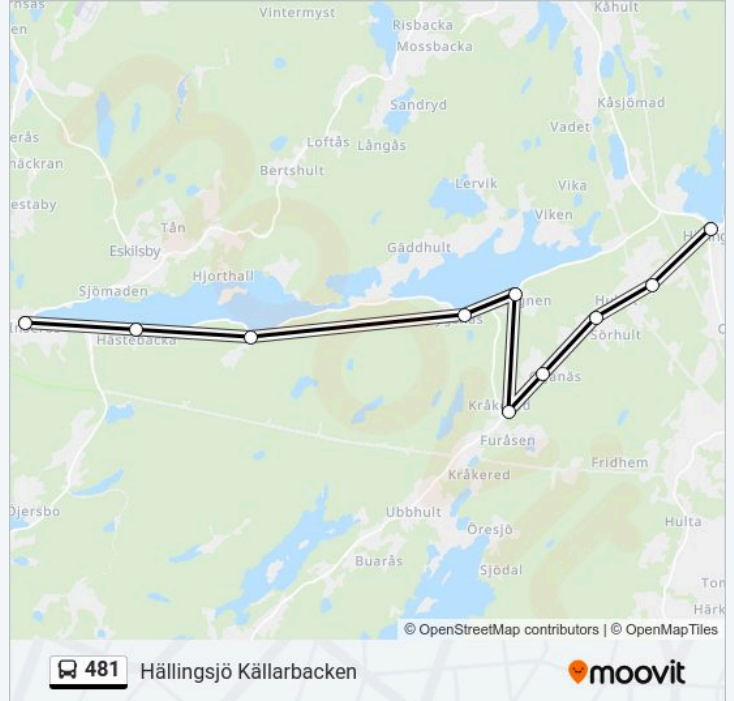 Kåhult
Vintermyst
Risbacka
Mossbacka
Sandryd
Kåsjömad
Vadet
Loftås Långås
Bertshult
Lervik
Vika
Viken
Tån
Eskilsby
Gäddhult
Hjorthall
Sjömaden
Hästebacka
Sörhult
Furåsen
Fridhem
Kråkered
Ubbhult
Hulta
Öresjö
Buarås
Sjödal
© OpenStreetMap contributors | © OpenMapTiles
481 Hällingsjö Källarbacken
moovit